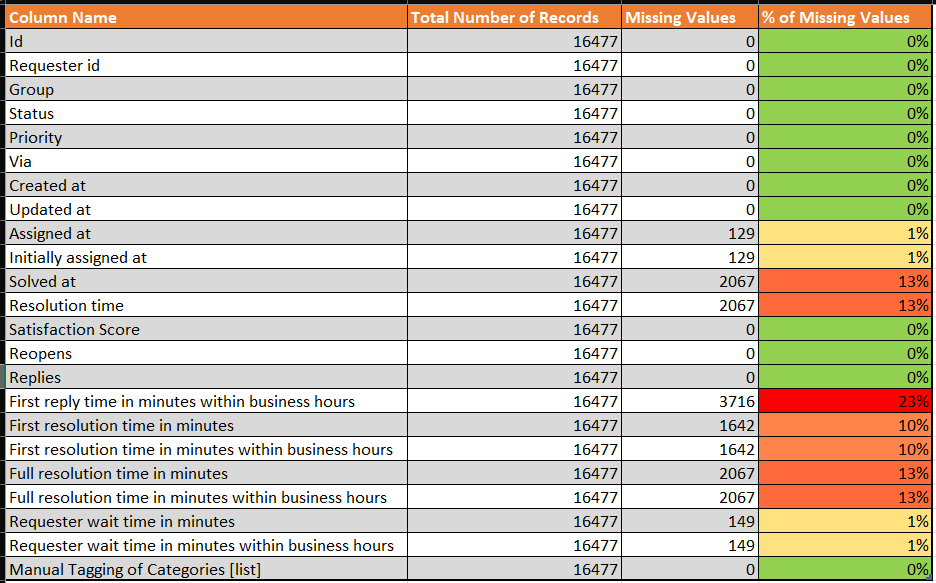 Column Name Total Number of Records Missing Values % of Missing Values
Id 16477 0 0%
Requester id 16477 0 0%
Group 16477 0 0%
Status 16477 0 0%
Priority 16477 0 0%
Via 16477 0 0%
Created at 16477 0 0%
Updated at 16477 0 0%
Assigned at 16477 129 1%
Initially assigned at 16477 129 1%
Solved at 16477 2067 13%
Resolution time 16477 2067 13%
Satisfaction Score 16477 0 0%
Reopens 16477 0 0%
Replies 16477 0 0%
First reply time in minutes within business hours 16477 3716 23%
First resolution time in minutes 16477 1642 10%
First resolution time in minutes within business hours 16477 1642 10%
Full resolution time in minutes 16477 2067 13%
Full resolution time in minutes within business hours 16477 2067 13%
Requester wait time in minutes 16477 149 1%
Requester wait time in minutes within business hours 16477 149 1%
Manual Tagging of Categories [list] 16477 0 0%